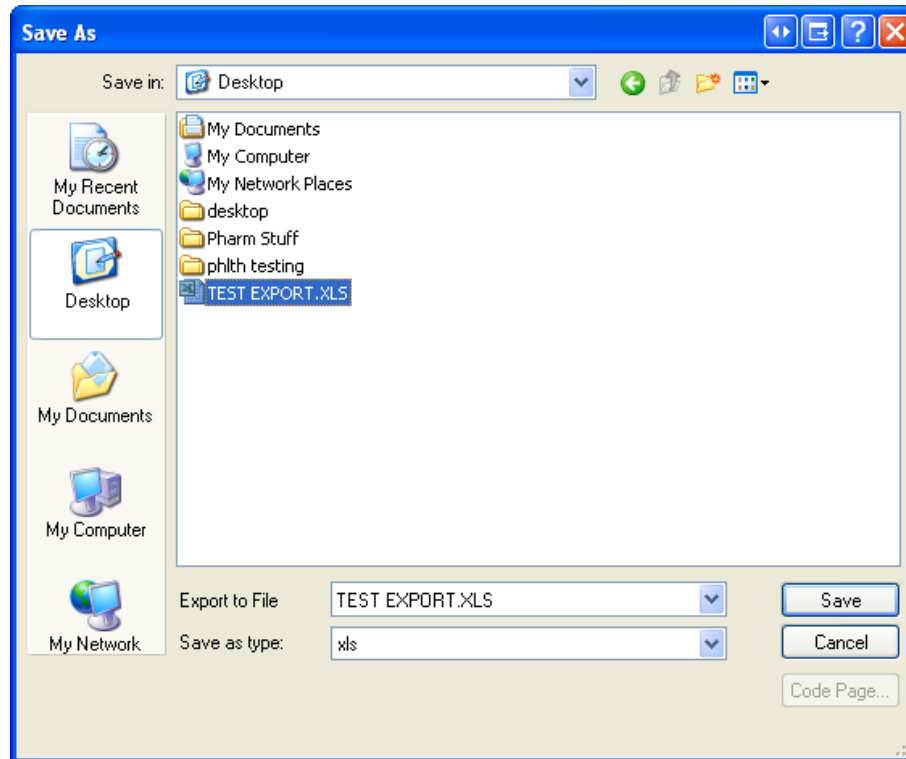 Save As
Save in:
Desktop
My Recent
Documents
Desktop
My Documents
My Computer
My Network
My Documents
My Computer
My Network Places
desktop
Pharm Stuff
phlth testing
TEST EXPORT.XLS
Export to File
TEST EXPORT.XLS
Save
Save as type:
xls
Cancel
Code Page...